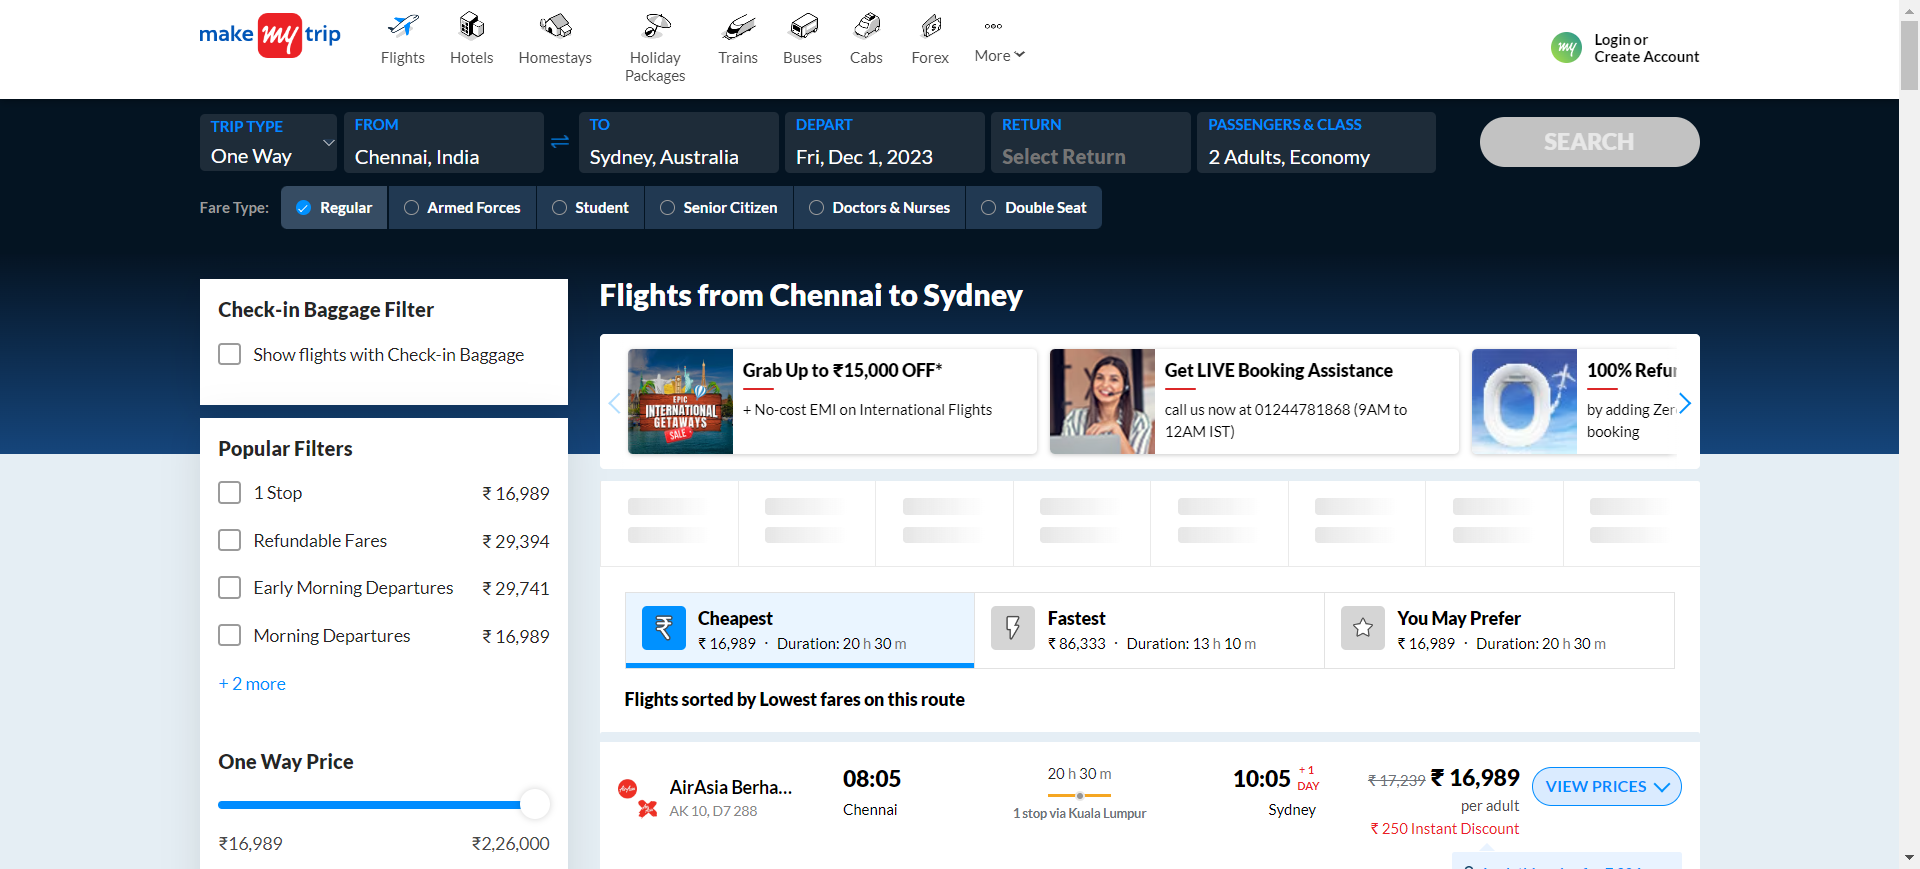 make my trip
Flights
Hotels
Homestays
Holiday
Packages
Trains
Buses
Cabs
Forex
More
my
Login or
Create Account
TRIP TYPE
One Way
FROM
Chennai, India
TO
Sydney, Australia
DEPART
Fri, Dec 1, 2023
RETURN
Select Return
PASSENGERS & CLASS
2 Adults, Economy
SEARCH
Fare Type:
Regular
Armed Forces
Student
Senior Citizen
Doctors & Nurses
Double Seat
Check-in Baggage Filter
Show flights with Check-in Baggage
Popular Filters
1 Stop ₹ 16,989
Refundable Fares ₹ 29,394
Early Morning Departures ₹ 29,741
Morning Departures ₹ 16,989
+ 2 more
One Way Price
₹16,989 ₹2,26,000
Flights from Chennai to Sydney
EPIC
INTERNATIONAL
GETAWAYS
SALE
Grab Up to ₹15,000 OFF*
+ No-cost EMI on International Flights
Get LIVE Booking Assistance
call us now at 01244781868 (9AM to
12AM IST)
100%
by adding
booking
Cheapest
₹ 16,989 · Duration: 20 h 30 m
Fastest
₹ 86,333 · Duration: 13 h 10 m
You May Prefer
₹ 16,989 · Duration: 20 h 30 m
Flights sorted by Lowest fares on this route
AirAsia Berha...
AK 10, D7 288
08:05
Chennai
20 h 30 m
1 stop via Kuala Lumpur
10:05 +1
DAY
Sydney
₹ 17,239 ₹ 16,989
per adult
₹ 250 Instant Discount
VIEW PRICES